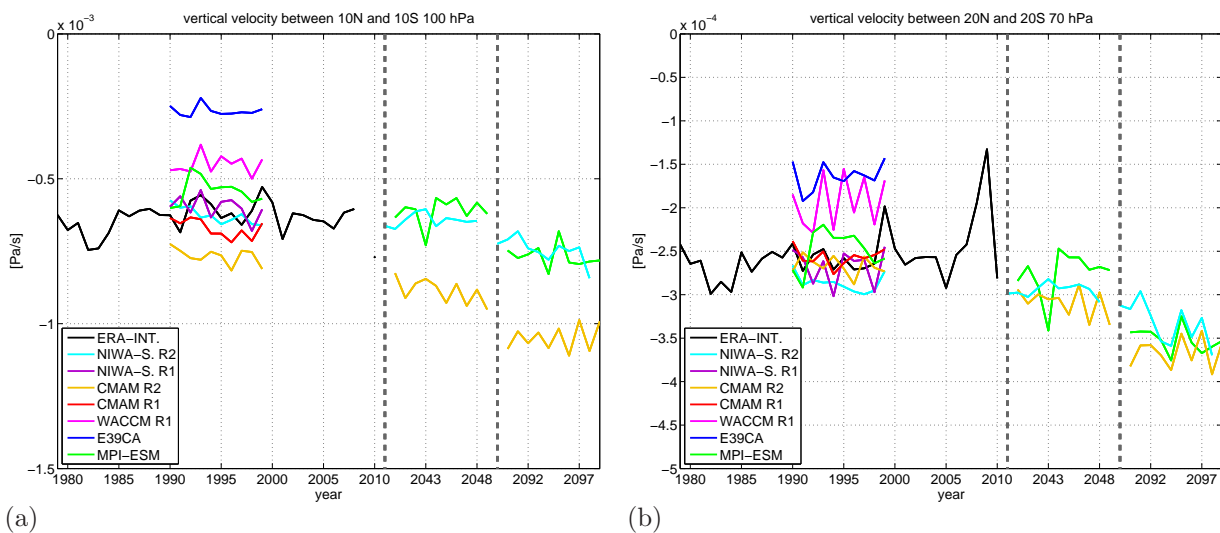 vertical velocity between 10N and 10S 100 hPa
x 10−3
0
−0.5
−1
−1.5
[Pa/s]
ERA−INT.
NIWA−S. R2
NIWA−S. R1
CMAM R2
CMAM R1
WACCM R1
E39CA
MPI−ESM
1980 1985 1990 1995 2000 2005 2010 2043 2048 2092 2097
year
(a)
vertical velocity between 20N and 20S 70 hPa
x 10−4
0
−0.5
−1
−1.5
−2
−2.5
−3
−3.5
−4
−4.5
−5
[Pa/s]
ERA−INT.
NIWA−S. R2
NIWA−S. R1
CMAM R2
CMAM R1
WACCM R1
E39CA
MPI−ESM
1980 1985 1990 1995 2000 2005 2010 2043 2048 2092 2097
year
(b)